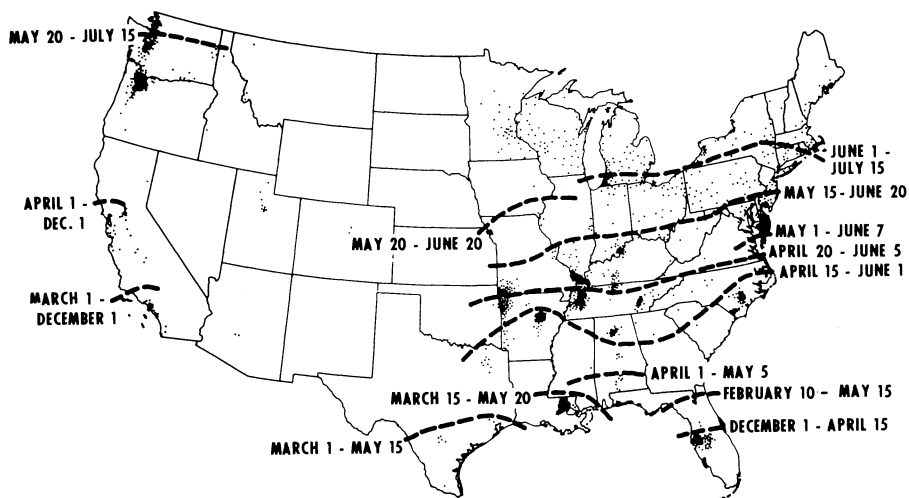 MAY 20 - JULY 15
JUNE 1 -
JULY 15
MAY 15 - JUNE 20
APRIL 1 -
DEC. 1
MAY 20 - JUNE 20
MAY 1 - JUNE 7
APRIL 20 - JUNE 5
APRIL 15 - JUNE 1
MARCH 1 -
DECEMBER 1
APRIL 1 - MAY 5
MARCH 15 - MAY 20
FEBRUARY 10 - MAY 15
DECEMBER 1 - APRIL 15
MARCH 1 - MAY 15